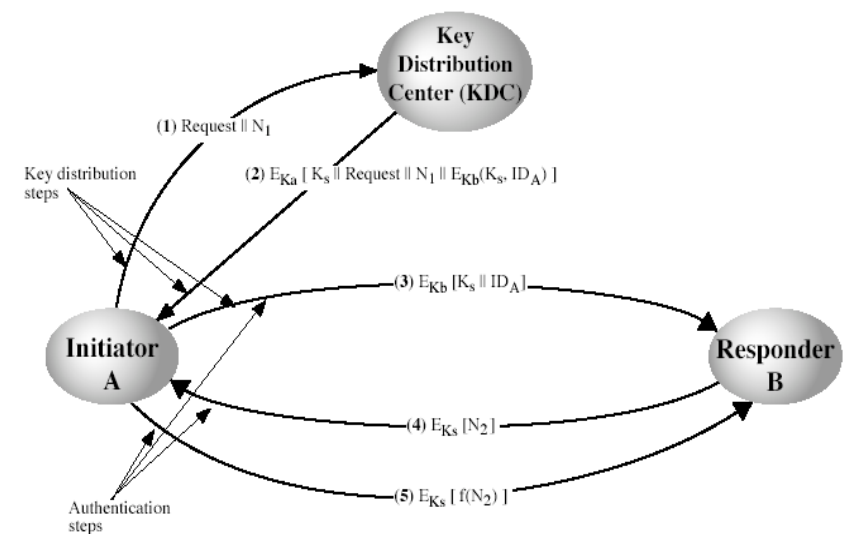 Key
Distribution
Center (KDC)
(1) Request || N1
Key distribution
steps
(2) EKa [ Ks || Request || N1 || EKb(Ks, IDA) ]
(3) EKb [Ks || IDA]
Initiator
A
Responder
B
(4) EKs [N2]
(5) EKs [ f(N2) ]
Authentication
steps